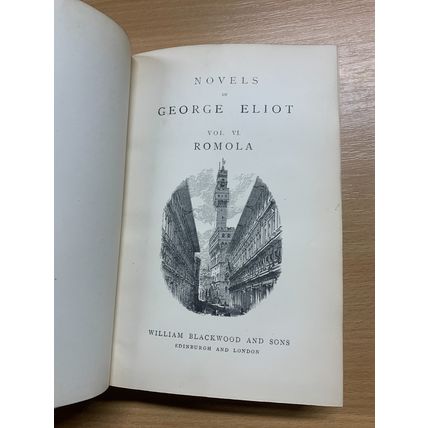 NOVELS
OF
GEORGE ELIOT
VOL. VI.
ROMOLA
WILLIAM BLACKWOOD AND SONS
EDINBURGH AND LONDON